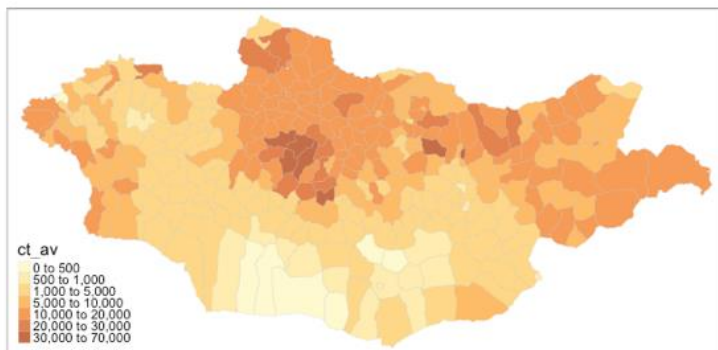 ct_av
0 to 500
500 to 1,000
1,000 to 5,000
5,000 to 10,000
10,000 to 20,000
20,000 to 30,000
30,000 to 70,000